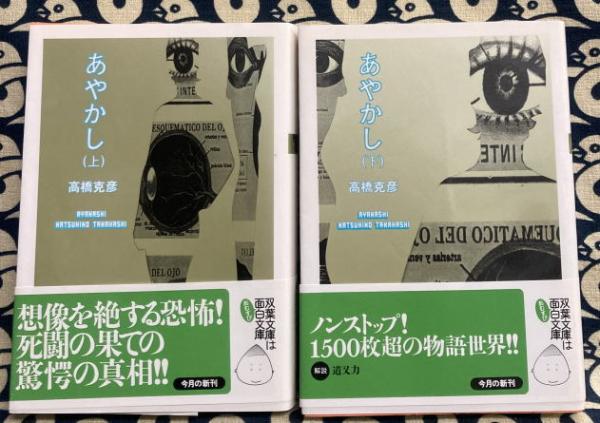 あやかし
(上)
高橋克彦
AYAKASHI
KATSUHIKO TAKAHASHI
INTE
ESQUEMATICO DEL O
DEL OJO
想像を絶する恐怖!
死闘の果ての
驚愕の真相!!
今月の新刊
双葉文庫は
面白文庫
あやかし
(下)
高橋克彦
AYAKASHI
KATSUHIKO TAKAHASHI
INTE
QUEMATICO DEL OJ
arterias y ven
ノンストップ!
1500枚超の物語世界!!
解説 道又力
今月の新刊
双葉文庫は
面白文庫